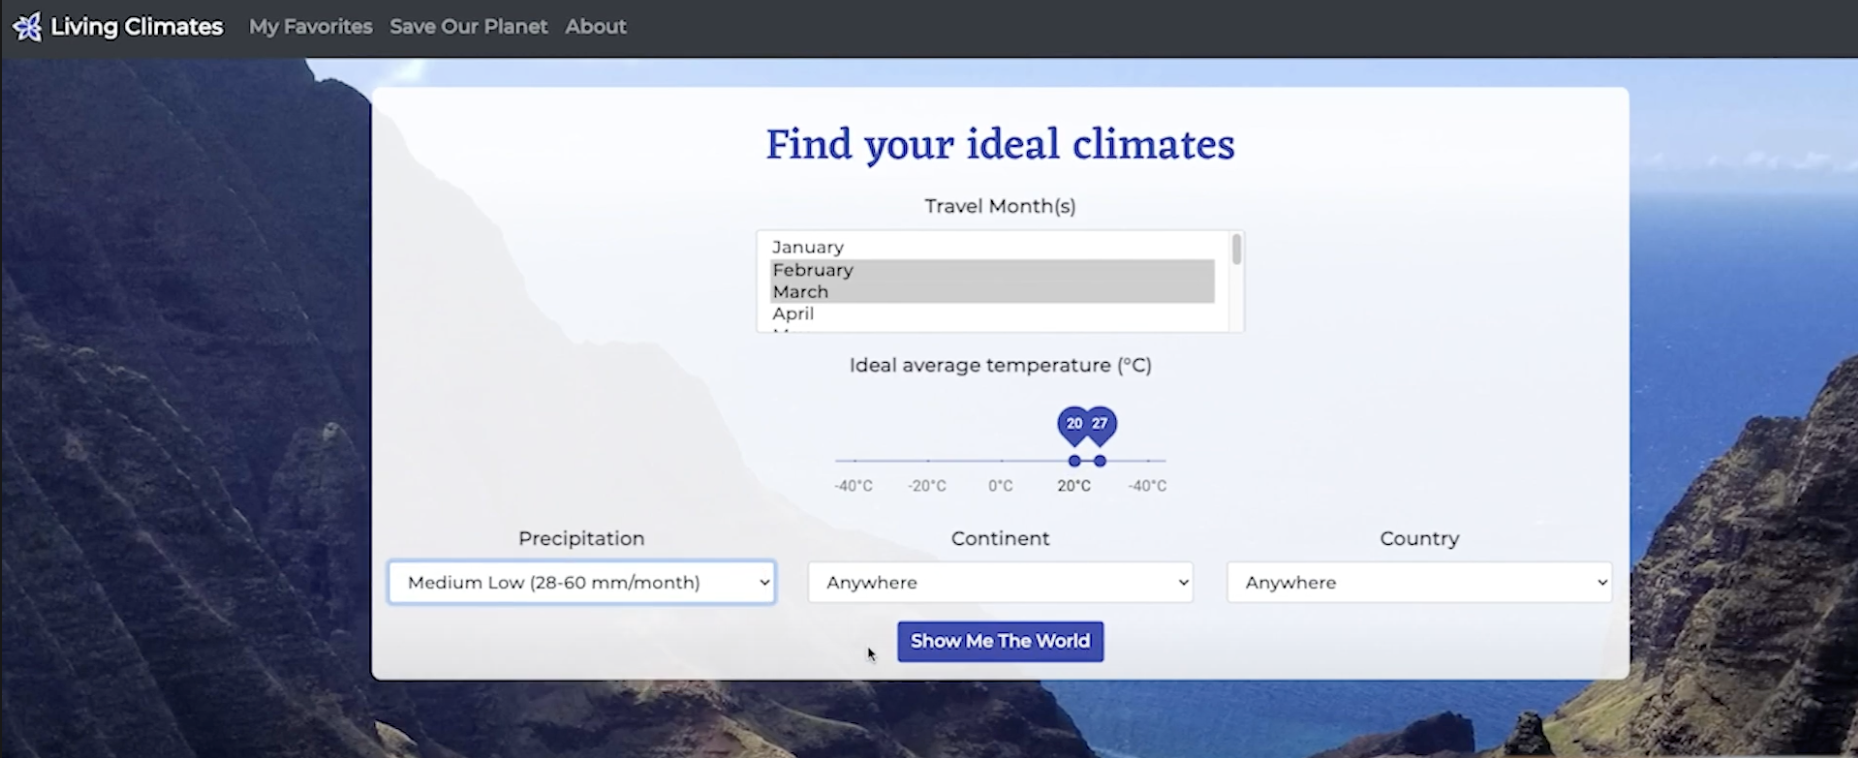 Living Climates My Favorites Save Our Planet About
Find your ideal climates
Travel Month(s)
January
February
March
April
Ideal average temperature (°C)
20 27
-40°C -20°C 0°C 20°C -40°C
Precipitation Continent Country
Medium Low (28-60 mm/month) Anywhere Anywhere
Show Me The World